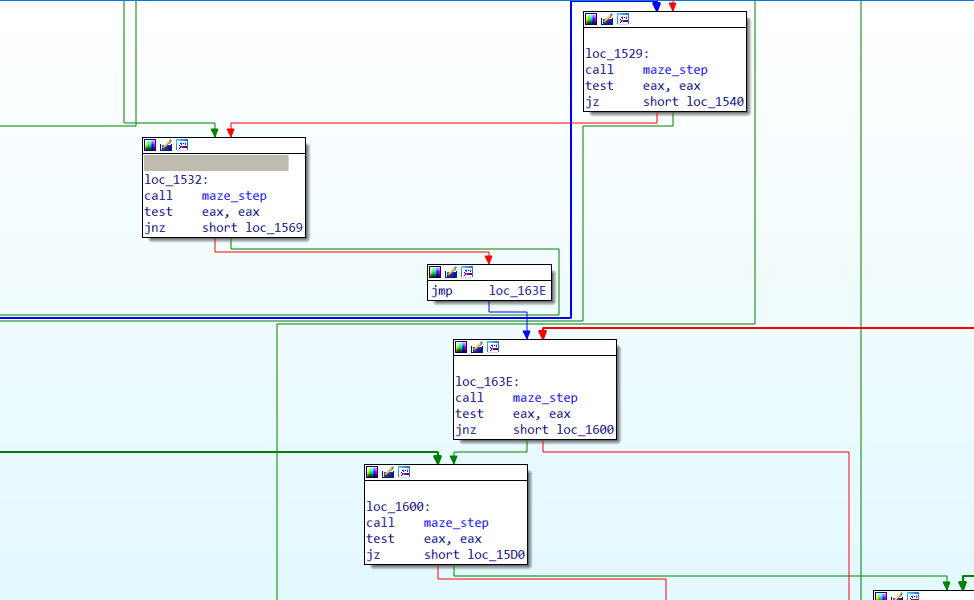 loc_1529:
call maze_step
test eax, eax
jz short loc_1540
loc_1532:
call maze_step
test eax, eax
jnz short loc_1569
jmp loc_163E
loc_163E:
call maze_step
test eax, eax
jnz short loc_1600
loc_1600:
call maze_step
test eax, eax
jz short loc_15D0